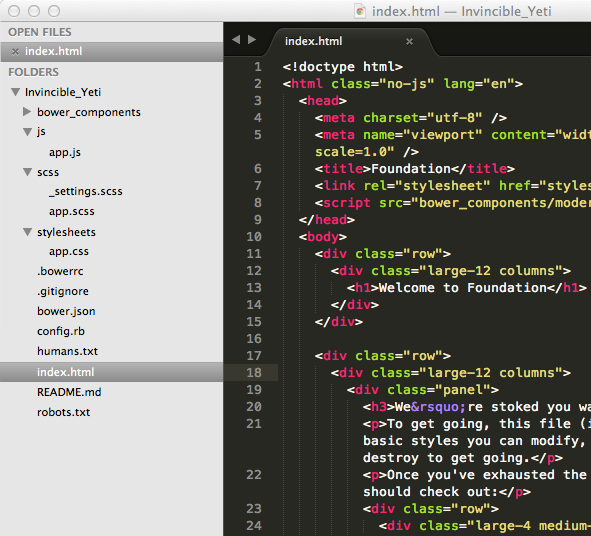 index.html — Invincible_Yeti
OPEN FILES
× index.html
FOLDERS
Invincible_Yeti
bower_components
js
app.js
scss
_settings.scss
app.scss
stylesheets
app.css
.bowerrc
.gitignore
bower.json
config.rb
humans.txt
index.html
README.md
robots.txt
index.html ×
1 <!doctype html>
2 <html class="no-js" lang="en">
3 <head>
4 <meta charset="utf-8" />
5 <meta name="viewport" content="widt
scale=1.0" />
6 <title>Foundation</title>
7 <link rel="stylesheet" href="styles
8 <script src="bower_components/moder
9 </head>
10 <body>
11 <div class="row">
12 <div class="large-12 columns">
13 <h1>Welcome to Foundation</h1>
14 </div>
15 </div>
16
17 <div class="row">
18 <div class="large-12 columns">
19 <div class="panel">
20 <h3>We&rsquo;re stoked you wa
21 <p>To get going, this file (i
basic styles you can modify,
destroy to get going.</p>
22 <p>Once you've exhausted the
should check out:</p>
23 <div class="row">
24 <div class="large-4 medium-